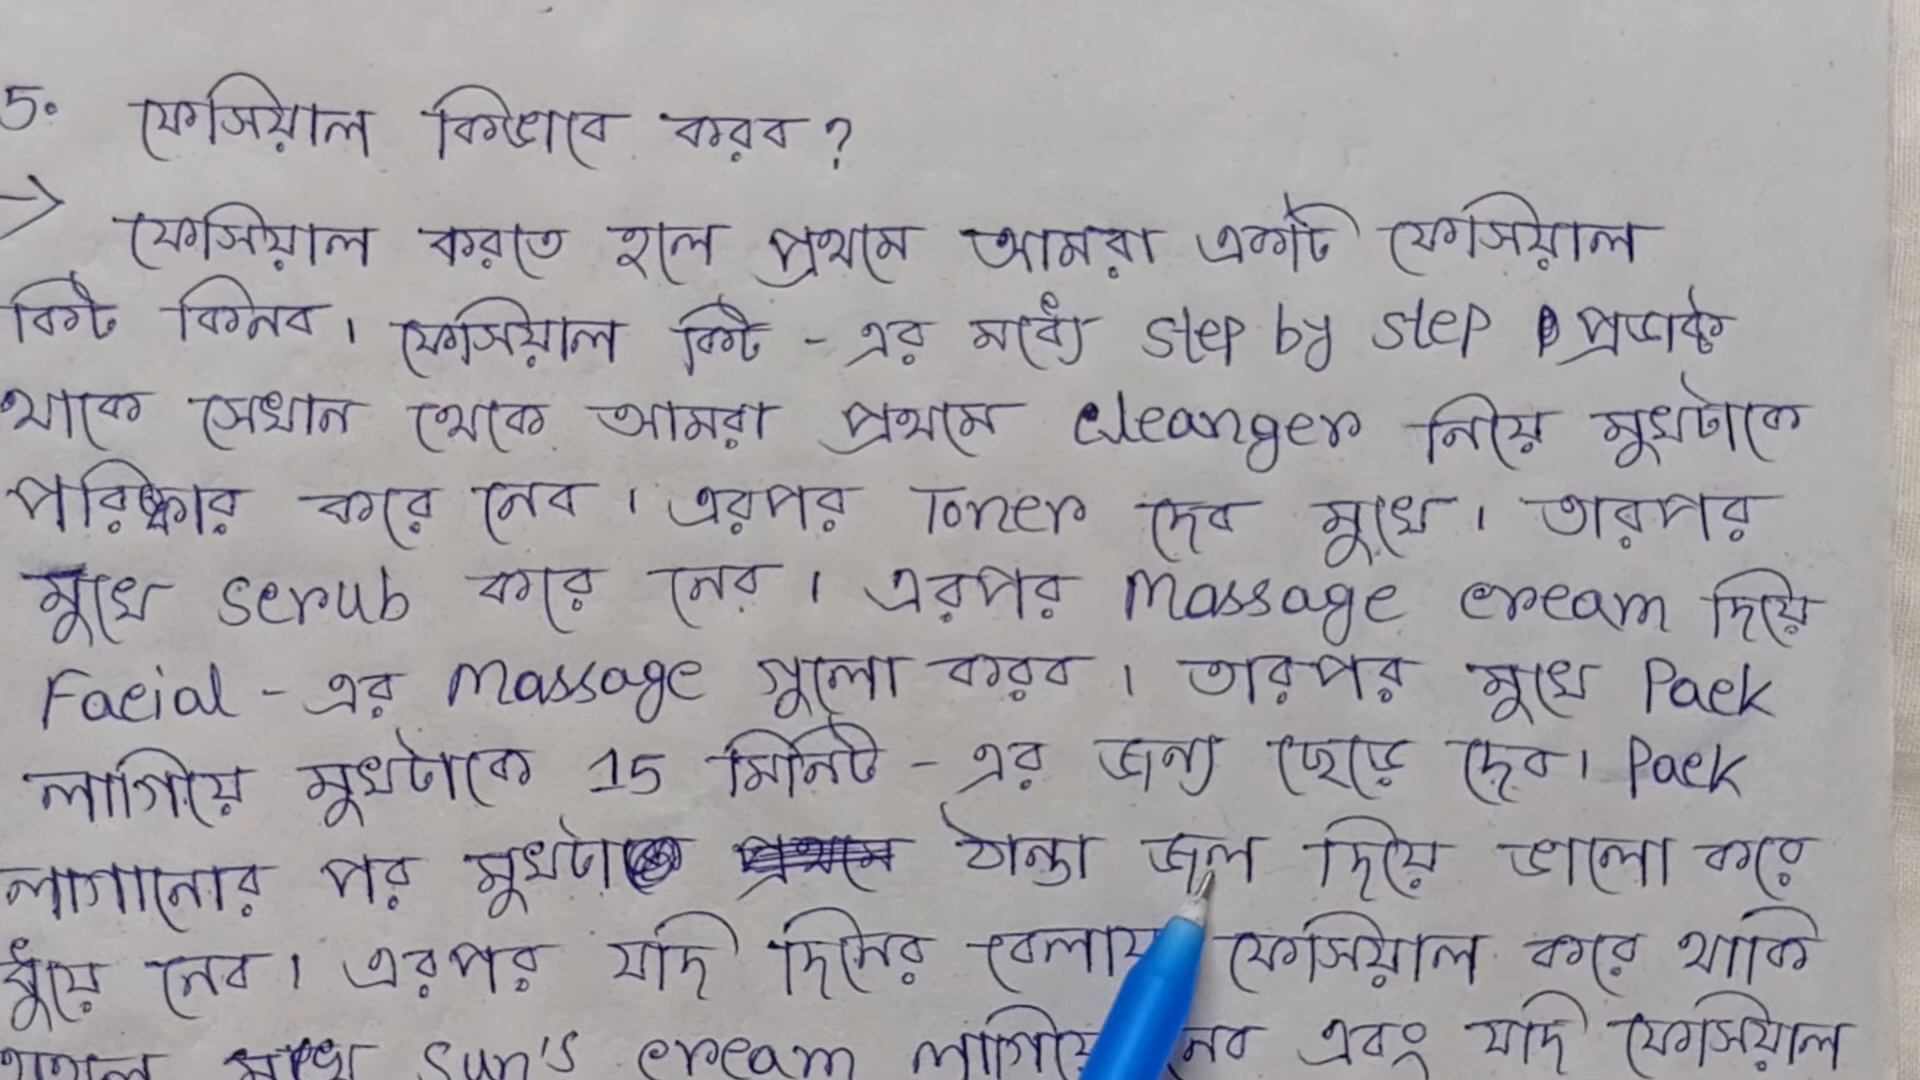 5. ফেসিয়াল কিভাবে করব?
→ ফেসিয়াল করতে হলে প্রথমে আমরা একটি ফেসিয়াল
কিট কিনব। ফেসিয়াল কিট - এর মধ্যে step by step
থাকে সেখান থেকে আমরা প্রথমে cleanger নিয়ে মুখটাকে
পরিষ্কার করে নেব। এরপর Toner দেব মুখে। তারপর
মুখে scrub করে নেব। এরপর Massage cream দিয়ে
Facial - এর Massage গুলো করব। তারপর মুখে Pack
লাগিয়ে মুখটাকে 15 মিনিট - এর জন্য ছেড়ে দেব। Pack
লাগানোর পর মুখটা ঠান্ডা জল দিয়ে ভালো করে
ধুয়ে নেব। এরপর যদি দিনের বেলায় ফেসিয়াল করে থাকি
মুখে sun's cream লাগিয়ে নেব এবং যদি ফেসিয়াল